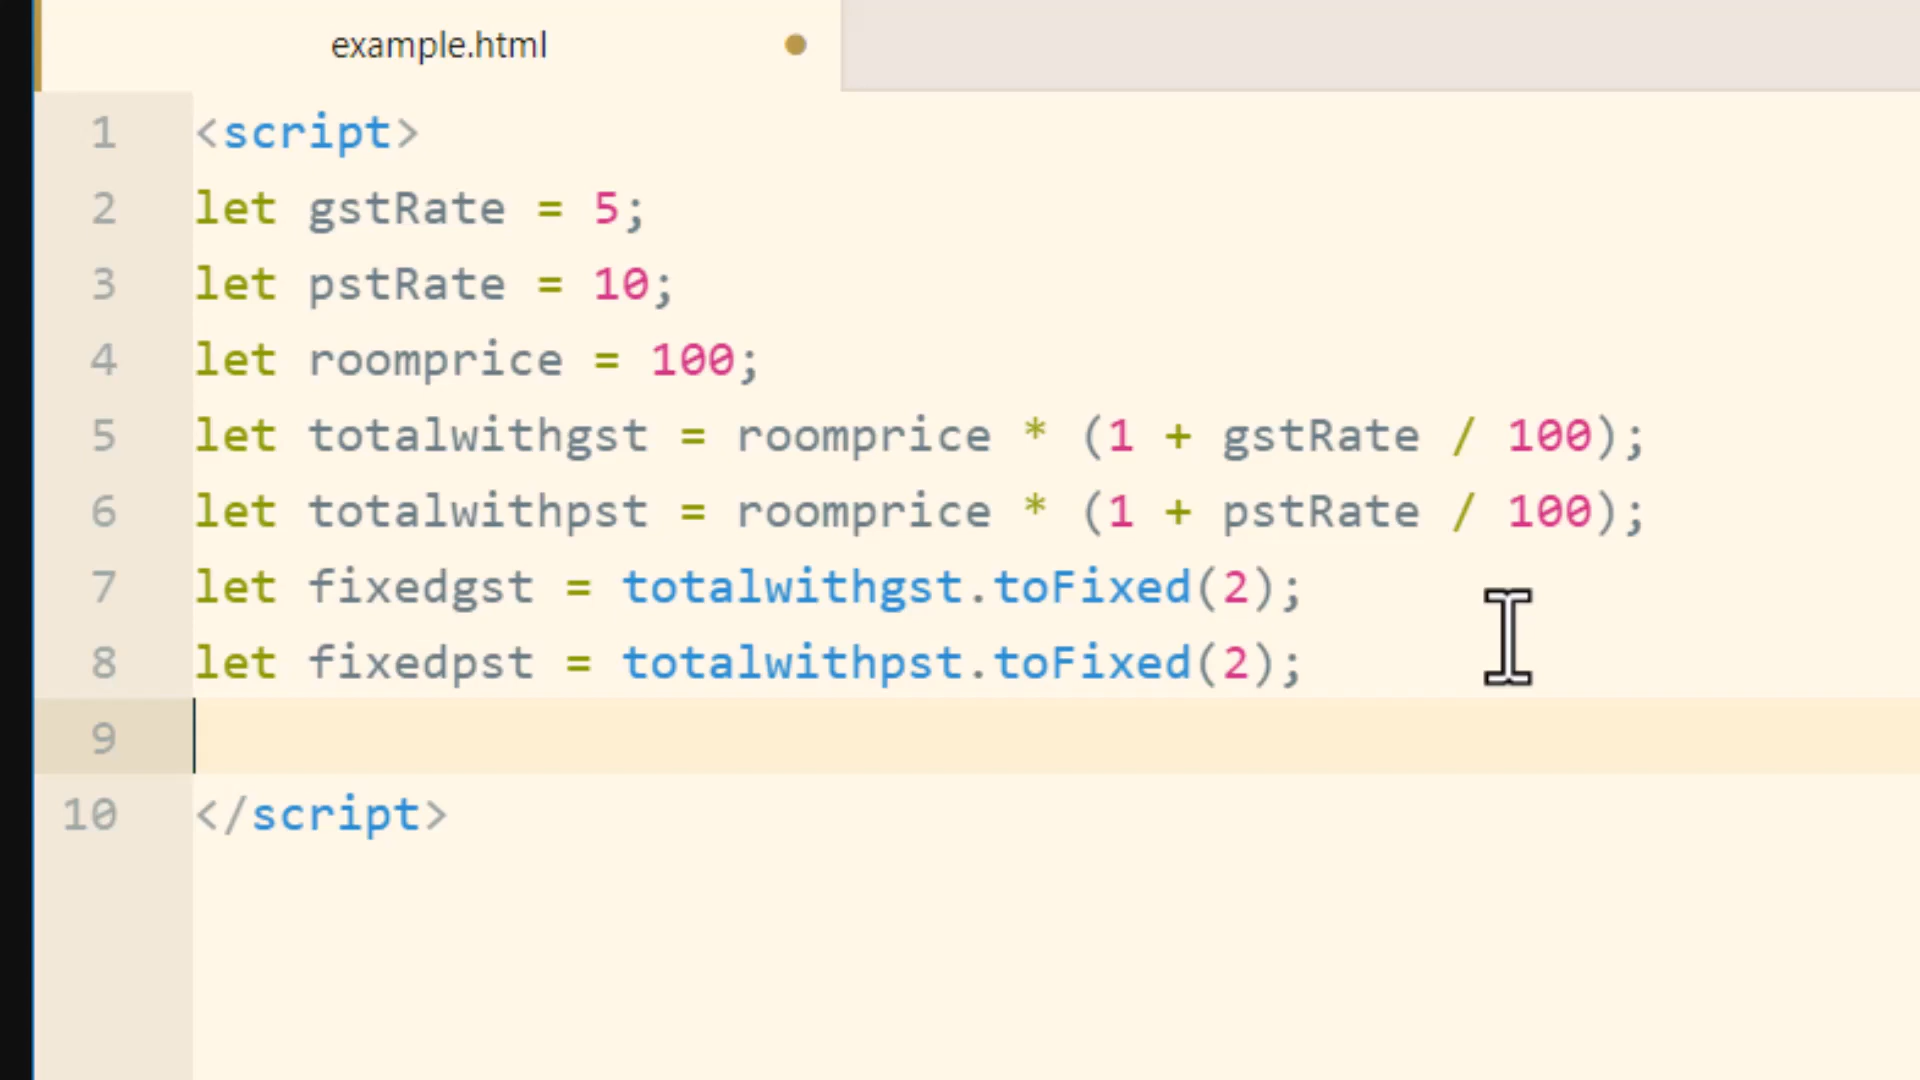 example.html
1 <script>
2 let gstRate = 5;
3 let pstRate = 10;
4 let roomprice = 100;
5 let totalwithgst = roomprice * (1 + gstRate / 100);
6 let totalwithpst = roomprice * (1 + pstRate / 100);
7 let fixedgst = totalwithgst.toFixed(2);
8 let fixedpst = totalwithpst.toFixed(2);
9
10 </script>